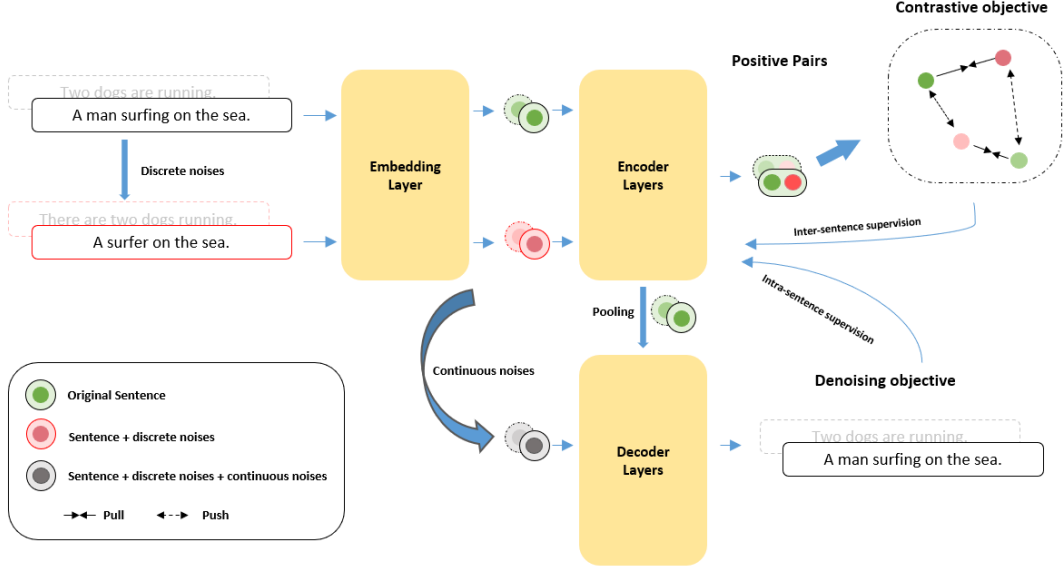 Contrastive objective
Positive Pairs
Two dogs are running.
A man surfing on the sea.
Discrete noises
There are two dogs running.
A surfer on the sea.
Embedding
Layer
Encoder
Layers
Inter-sentence supervision
Intra-sentence supervision
Pooling
Continuous noises
Denoising objective
Decoder
Layers
Two dogs are running.
A man surfing on the sea.
Original Sentence
Sentence + discrete noises
Sentence + discrete noises + continuous noises
Pull
Push